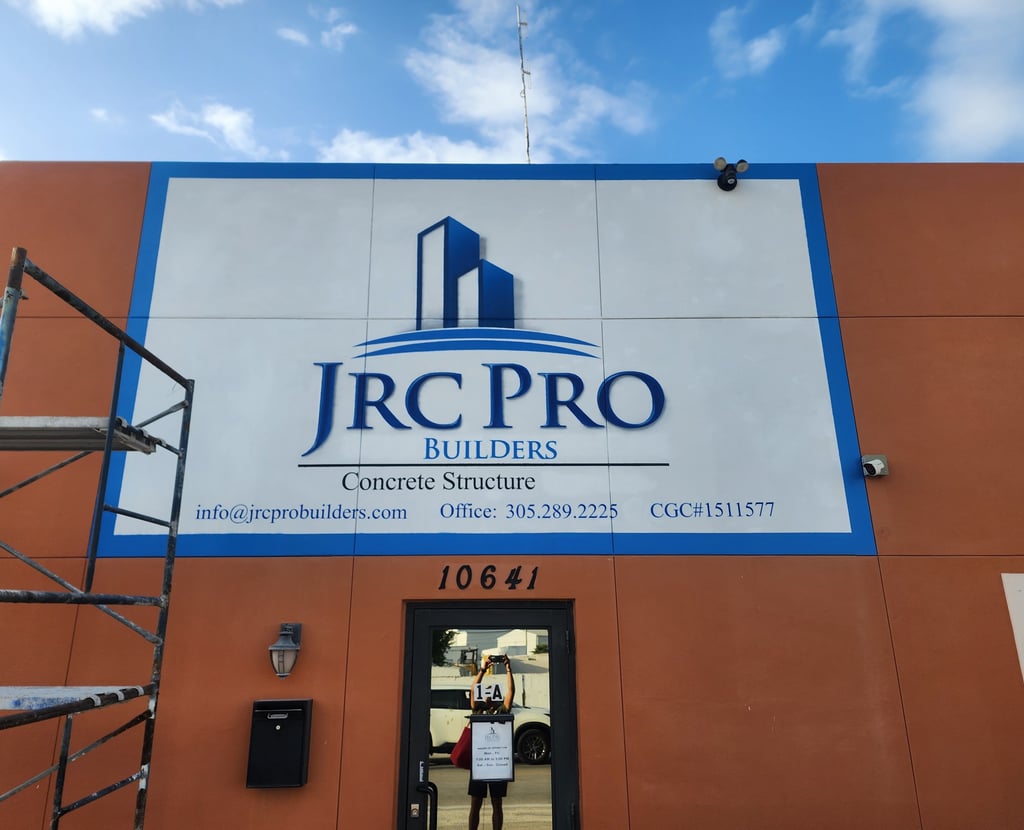 JRC PRO
BUILDERS
Concrete Structure
info@jrcprobuilders.com Office: 305.289.2225 CGC#1511577
10641
1-A